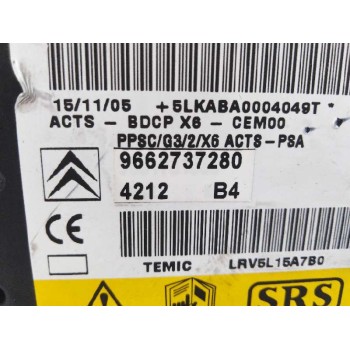 15/11/05 +5LKABA0004049T *
ACTS - BDCP X6 - CEM00
PPSC/G3/2/X6 ACTS-PSA
9662737280
4212 B4
TEMIC LRV5L15A7B0
SRS